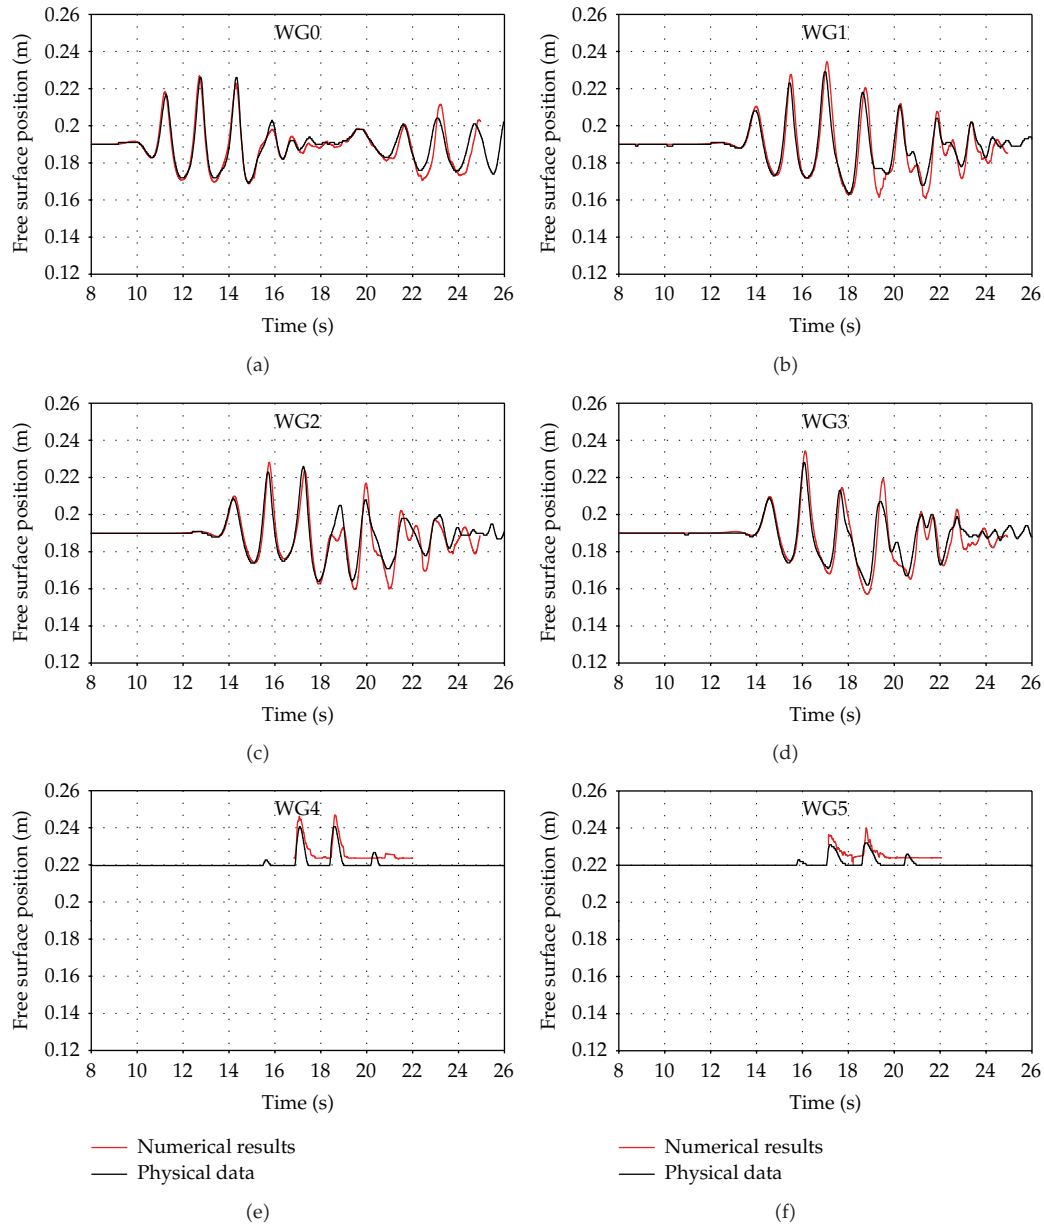 WG0
Free surface position (m)
0.26
0.24
0.22
0.2
0.18
0.16
0.14
0.12
8 10 12 14 16 18 20 22 24 26
Time (s)
(a)
WG1
Free surface position (m)
0.26
0.24
0.22
0.2
0.18
0.16
0.14
0.12
8 10 12 14 16 18 20 22 24 26
Time (s)
(b)
WG2
Free surface position (m)
0.26
0.24
0.22
0.2
0.18
0.16
0.14
0.12
8 10 12 14 16 18 20 22 24 26
Time (s)
(c)
WG3
Free surface position (m)
0.26
0.24
0.22
0.2
0.18
0.16
0.14
0.12
8 10 12 14 16 18 20 22 24 26
Time (s)
(d)
WG4
Free surface position (m)
0.26
0.24
0.22
0.2
0.18
0.16
0.14
0.12
8 10 12 14 16 18 20 22 24 26
Time (s)
Numerical results
Physical data
(e)
WG5
Free surface position (m)
0.26
0.24
0.22
0.2
0.18
0.16
0.14
0.12
8 10 12 14 16 18 20 22 24 26
Time (s)
Numerical results
Physical data
(f)